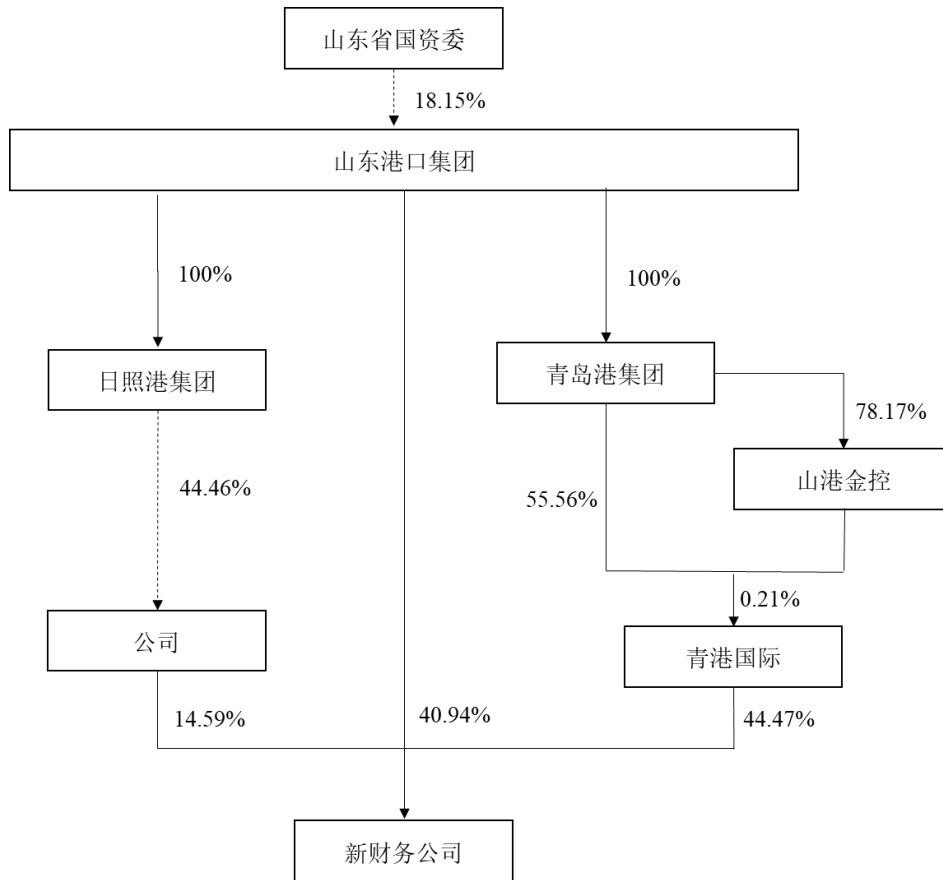 山东省国资委
18.15%
山东港口集团
100%
100%
日照港集团
青岛港集团
78.17%
44.46%
55.56%
山港金控
0.21%
公司
青港国际
14.59%
40.94%
44.47%
新财务公司